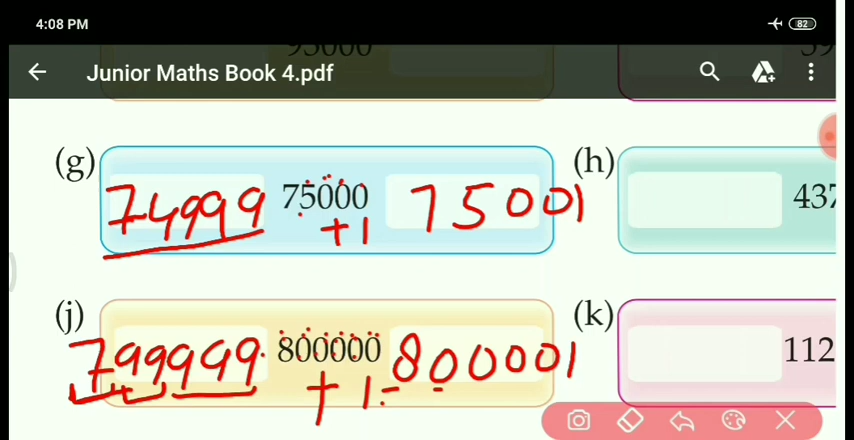 4:08 PM
82
93000
Junior Maths Book 4.pdf
(g) 74999 75000 75001 (h) 437
+1
(j) 799999 800000 800001 (k) 112
+1